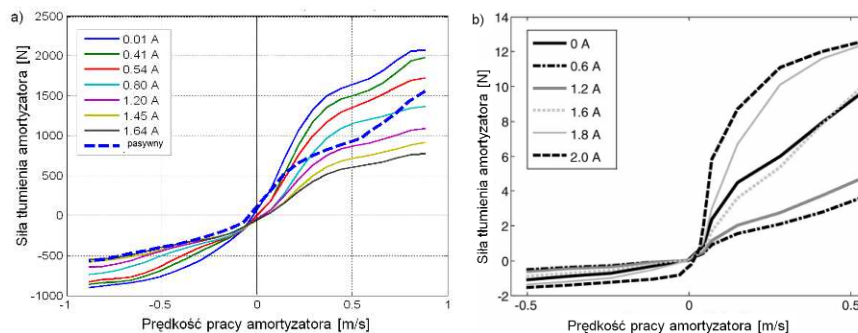 a)
Siła tłumienia amortyzatora [N]
2500
2000
1500
1000
500
0
-500
-1000
0.01 A
0.41 A
0.54 A
0.80 A
1.20 A
1.45 A
1.64 A
pasywny
-1
-0.5
0
0.5
1
Prędkość pracy amortyzatora [m/s]
b)
Siła tłumienia amortyzatora [N]
14
12
10
8
6
4
2
0
-2
0 A
0.6 A
1.2 A
1.6 A
1.8 A
2.0 A
-0.5
0
0.5
Prędkość pracy amortyzatora [m/s]